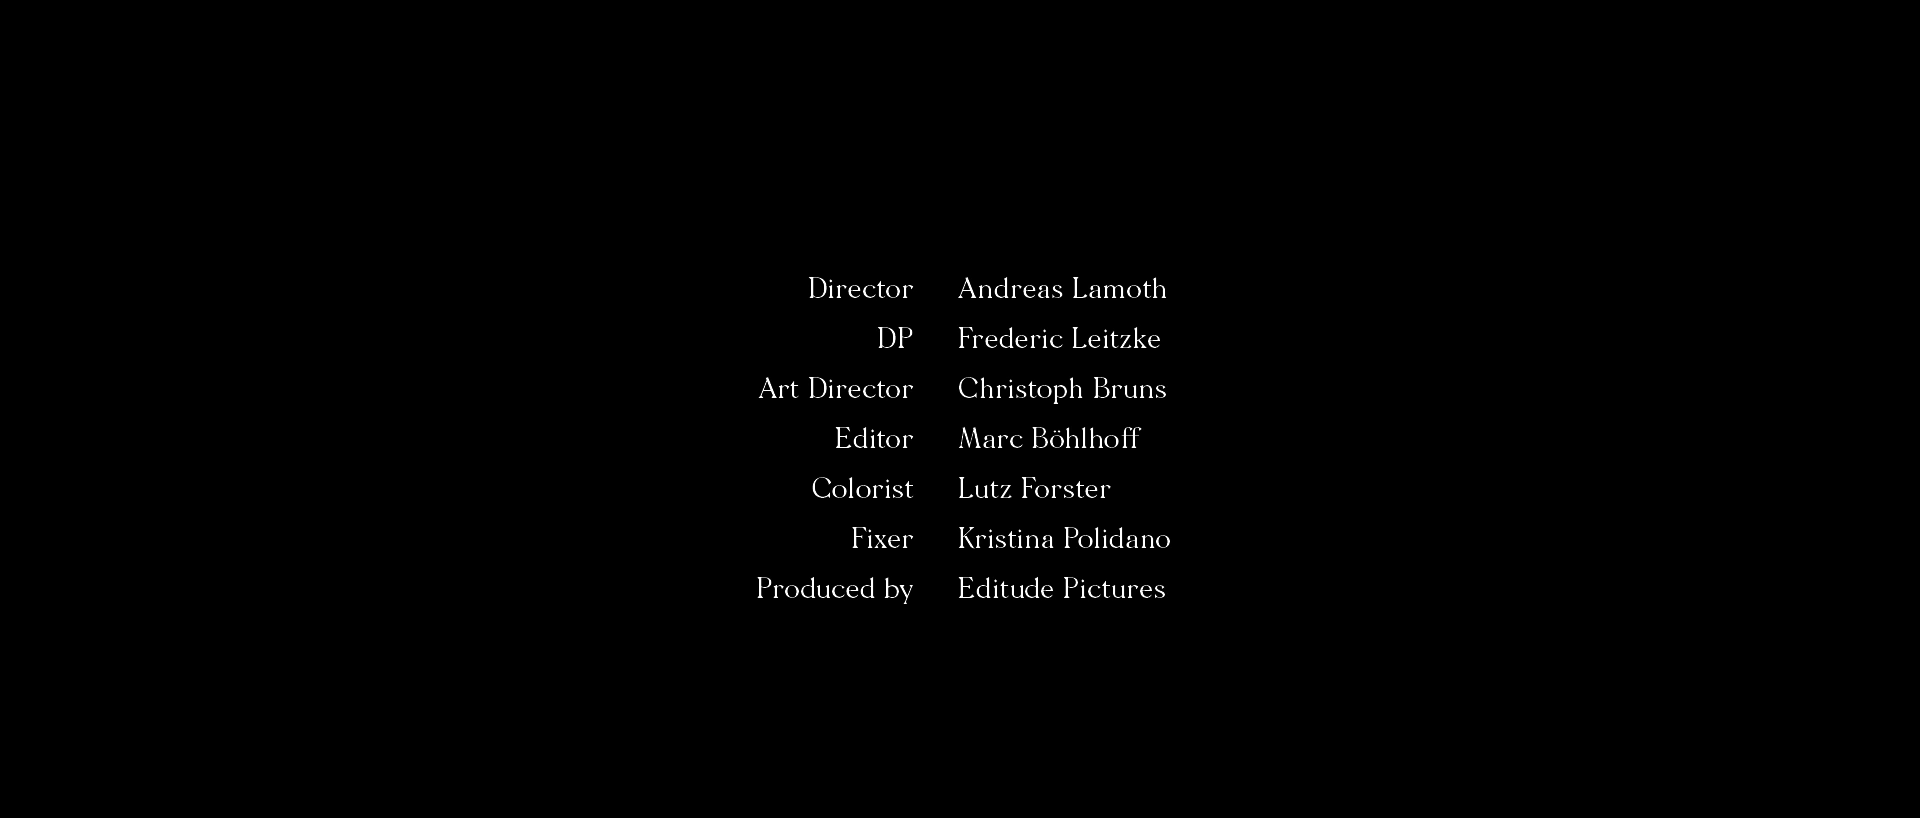 Director Andreas Lamoth
DP Frederic Leitzke
Art Director Christoph Bruns
Editor Marc Böhlhoff
Colorist Lutz Forster
Fixer Kristina Polidano
Produced by Editude Pictures